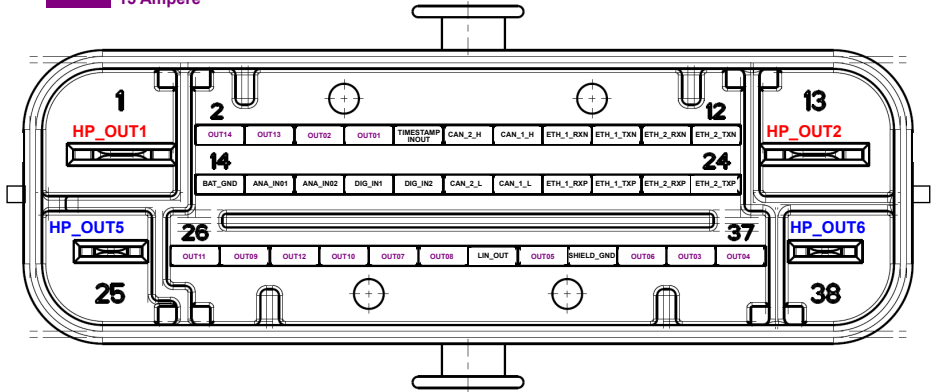 15 Ampere
1 2 12 13
HP_OUT1 HP_OUT2
OUT14 OUT13 OUT02 OUT01 TIMESTAMP INOUT CAN_2_H CAN_1_H ETH_1_RXN ETH_1_TXN ETH_2_RXN ETH_2_TXN
14 24
BAT_GND ANA_IN01 ANA_IN02 DIG_IN1 DIG_IN2 CAN_2_L CAN_1_L ETH_1_RXP ETH_1_TXP ETH_2_RXP ETH_2_TXP
HP_OUT5 26 37 HP_OUT6
OUT11 OUT09 OUT12 OUT10 OUT07 OUT08 LIN_OUT OUT05 SHIELD_GND OUT06 OUT03 OUT04
25 38